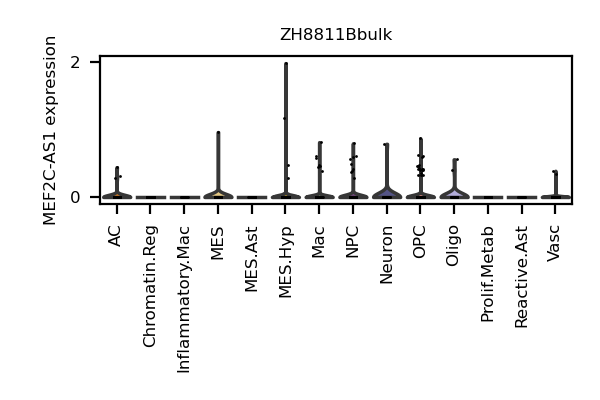 ZH8811Bbulk
MEF2C-AS1 expression
2
0
AC
Chromatin.Reg
Inflammatory.Mac
MES
MES.Ast
MES.Hyp
Mac
NPC
Neuron
OPC
Oligo
Prolif.Metab
Reactive.Ast
Vasc